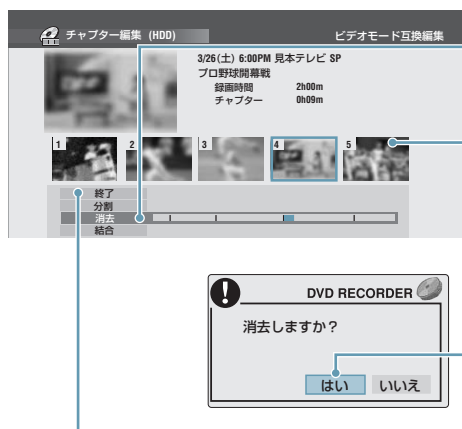 チャプター編集 (HDD) ビデオモード互換編集
3/26(土) 6:00PM 見本テレビ SP
プロ野球開幕戦
録画時間 2h00m
チャプター 0h09m
1 2 3 4 5
終了
分割
消去
結合
DVD RECORDER
消去しますか？
はい いいえ